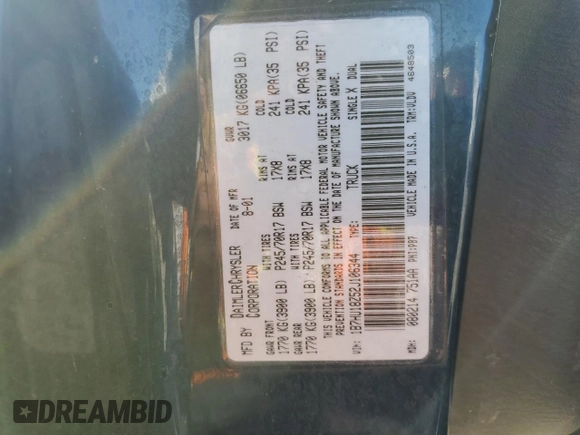 MFD BY DAIMLERCHRYSLER CORPORATION
DATE OF MFR 8-01
GVWR 3017 KG(06650 LB)
GAWR FRONT 1770 KG(3900 LB)
WITH TIRES P245/70R17 BSW
RIMS AT 17X8
COLD 241 KPA(35 PSI)
GAWR REAR 1770 KG(3900 LB)
WITH TIRES P245/70R17 BSW
RIMS AT 17X8
COLD 241 KPA(35 PSI)
THIS VEHICLE CONFORMS TO ALL APPLICABLE FEDERAL MOTOR VEHICLE SAFETY AND THEFT
PREVENTION STANDARDS IN EFFECT ON THE DATE OF MANUFACTURE SHOWN ABOVE.
VIN: 1B7HU18Z52J106344 TYPE: TRUCK SINGLE X DUAL
MDH: 080214 751AA PNT:PB7 VEHICLE MADE IN U.S.A. TRM:VLDV 4648503
DREAMBID